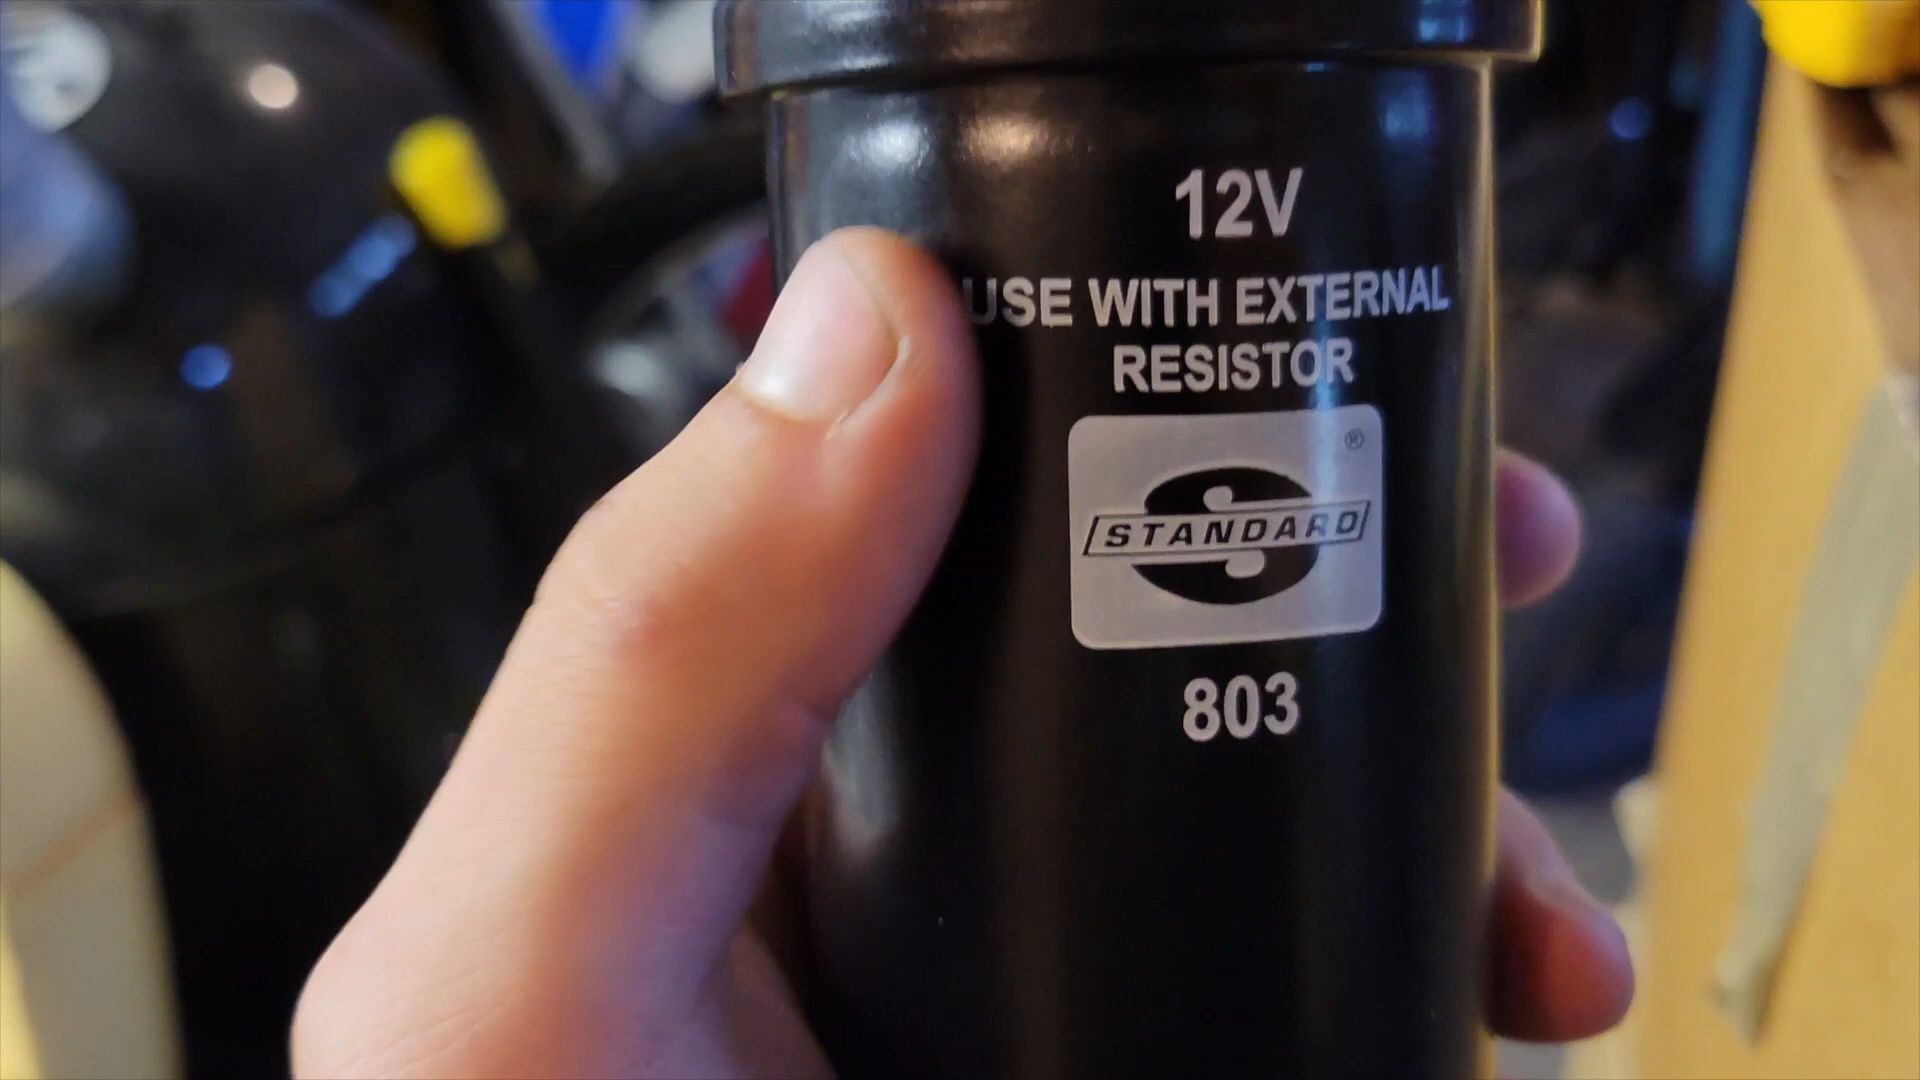 12V
USE WITH EXTERNAL
RESISTOR
®
STANDARD
803